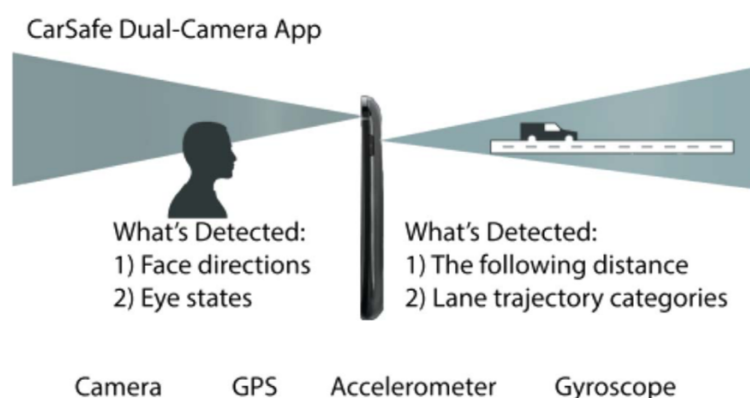 CarSafe Dual-Camera App
What's Detected:
1) Face directions
2) Eye states
What's Detected:
1) The following distance
2) Lane trajectory categories
Camera GPS Accelerometer Gyroscope